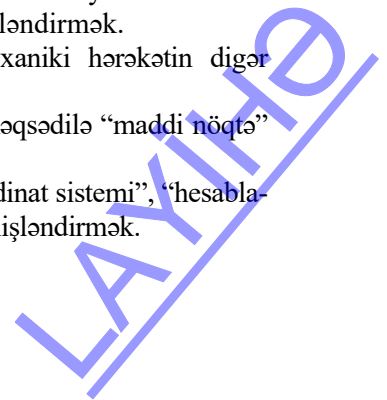 ləndirmək.
xaniki hərəkətin digər
əqsədilə “maddi nöqtə”
dinat sistemi”, “hesabla-
işləndirmək.
LAYİHƏ